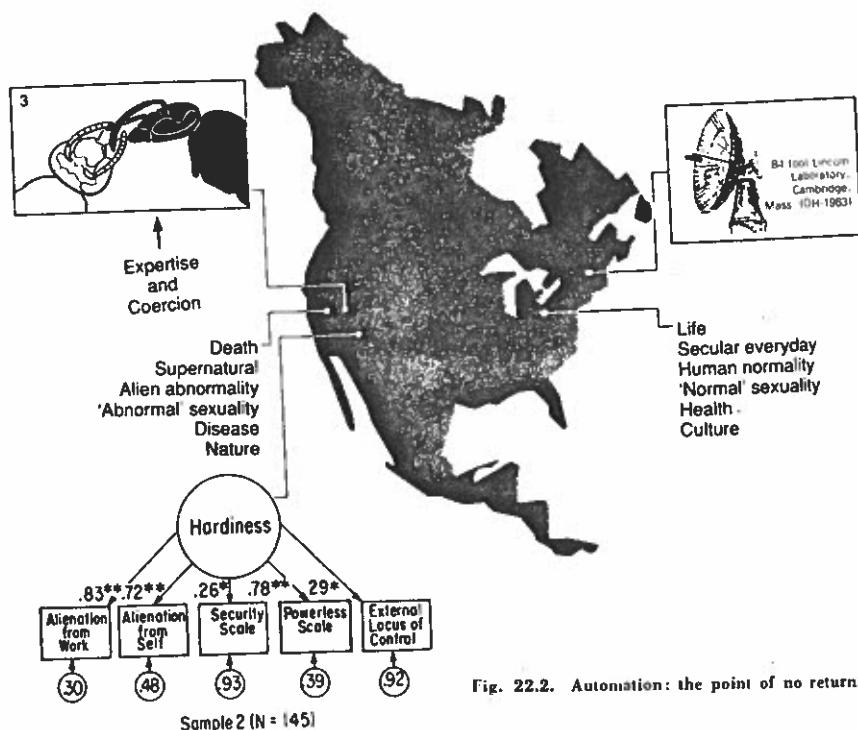 3
84 foot Lincoln
Laboratory,
Cambridge,
Mass. (DH-1963)
Expertise
and
Coercion
Death
Supernatural
Alien abnormality
'Abnormal' sexuality
Disease
Nature
Life
Secular everyday
Human normality
'Normal' sexuality
Health
Culture
Hardiness
.83** .72** .26* .78** .29*
Alienation from Work
Alienation from Self
Security Scale
Powerless Scale
External Locus of Control
.30 .48 .93 .39 .92
Sample 2 (N = 145)
Fig. 22.2. Automation: the point of no return